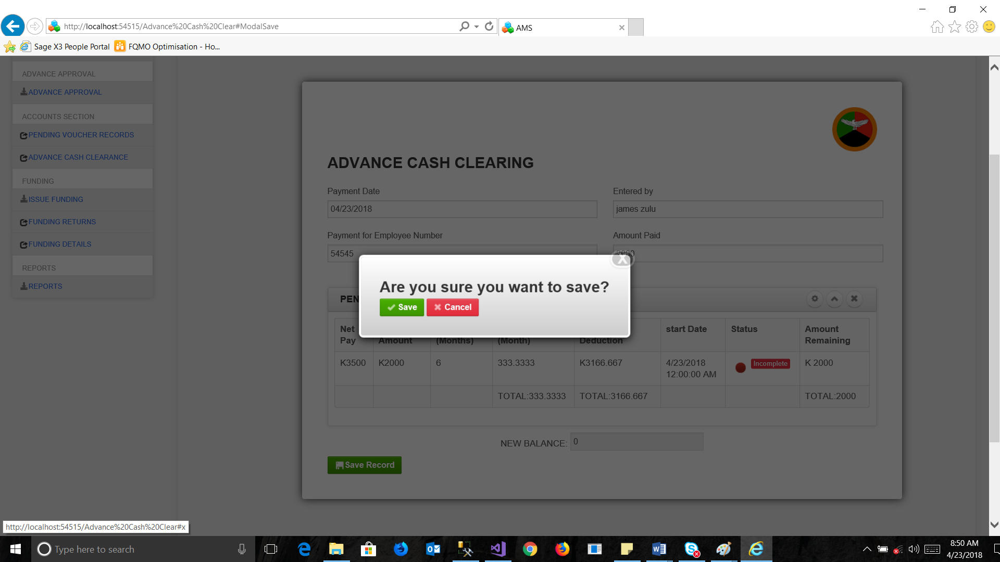 http://localhost:54515/Advance%20Cash%20Clear#ModalSave
AMS
Sage X3 People Portal
FQMO Optimisation - Ho...
ADVANCE APPROVAL
ADVANCE APPROVAL
ACCOUNTS SECTION
PENDING VOUCHER RECORDS
ADVANCE CASH CLEARANCE
FUNDING
ISSUE FUNDING
FUNDING RETURNS
FUNDING DETAILS
REPORTS
REPORTS
ADVANCE CASH CLEARING
Payment Date
Entered by
04/23/2018
james zulu
Payment for Employee Number
Amount Paid
54545
2000
X
Are you sure you want to save?
Save
Cancel
PEN
Net Pay
Amount
(Months)
(Month)
Deduction
start Date
Status
Amount Remaining
K3500
K2000
6
333.3333
K3166.667
4/23/2018 12:00:00 AM
Incomplete
K 2000
TOTAL:333.3333
TOTAL:3166.667
TOTAL:2000
NEW BALANCE:
0
Save Record
http://localhost:54515/Advance%20Cash%20Clear#x
Type here to search
8:50 AM
4/23/2018